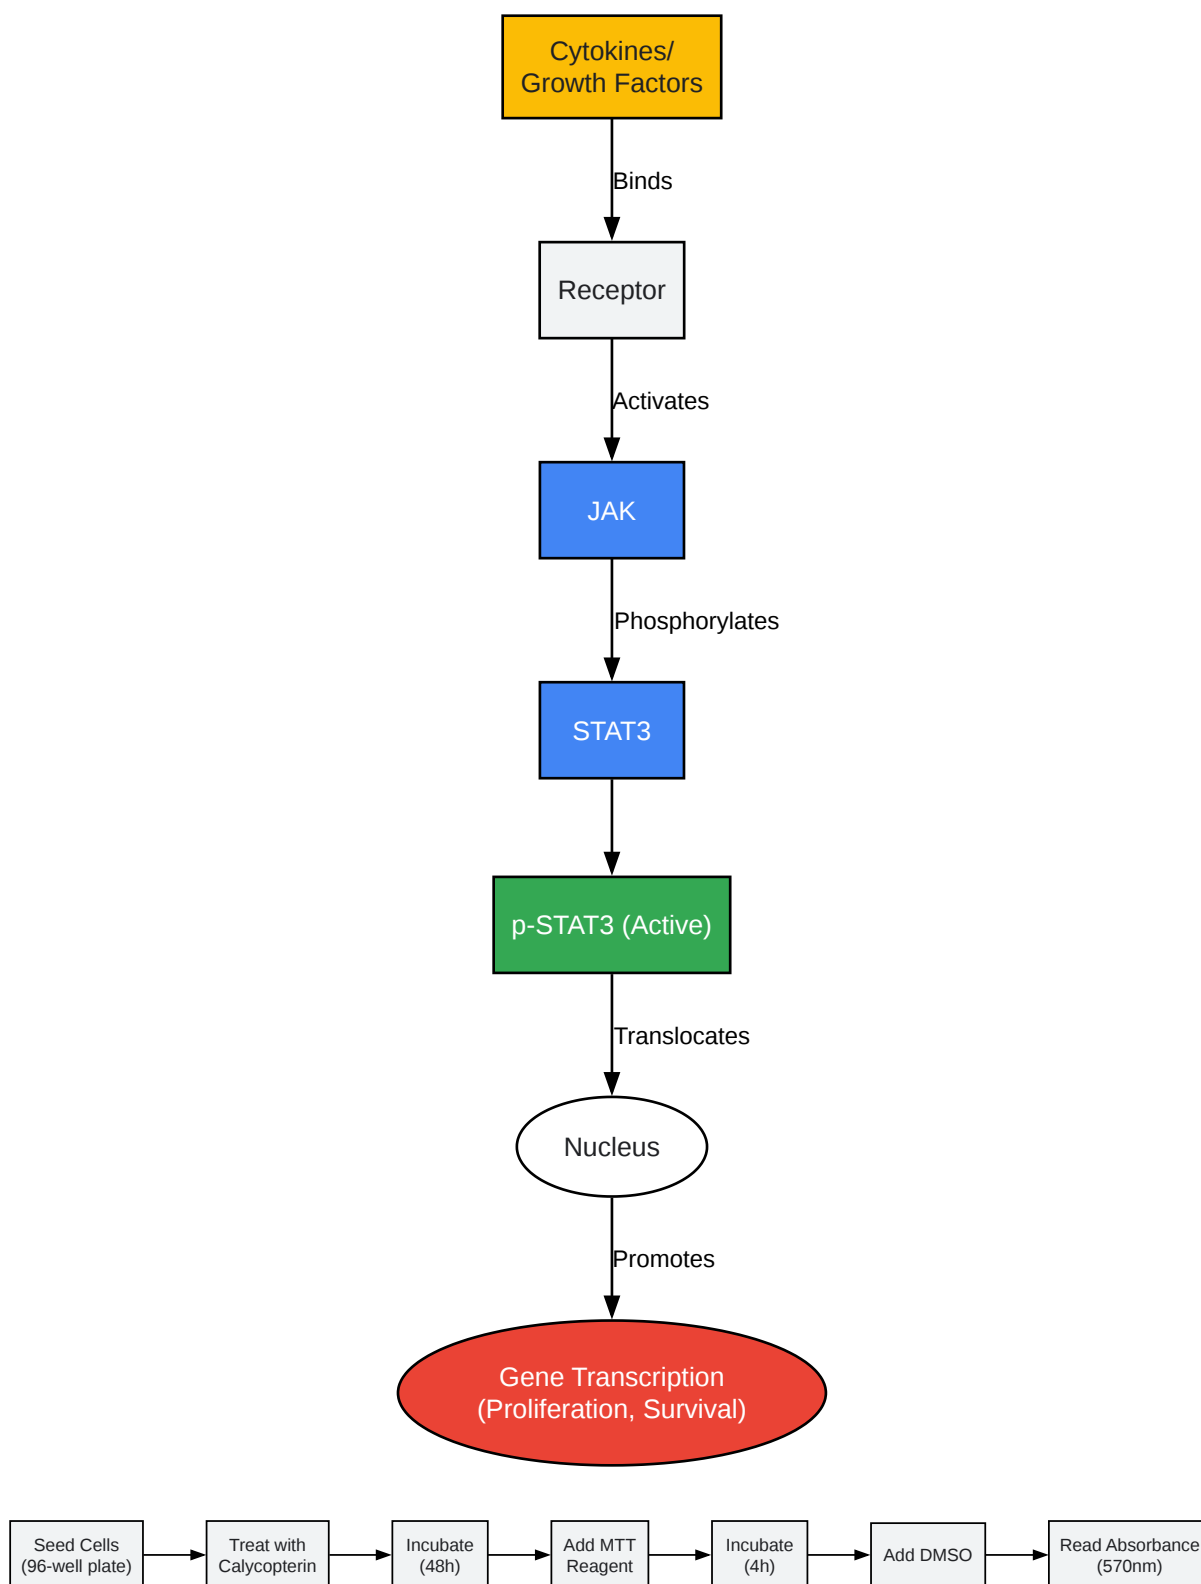 Cytokines/
Growth Factors
Binds
Receptor
Activates
JAK
Phosphorylates
STAT3
p-STAT3 (Active)
Translocates
Nucleus
Promotes
Gene Transcription
(Proliferation, Survival)
Seed Cells
(96-well plate)
Treat with
Calycopterin
Incubate
(48h)
Add MTT
Reagent
Incubate
(4h)
Add DMSO
Read Absorbance
(570nm)